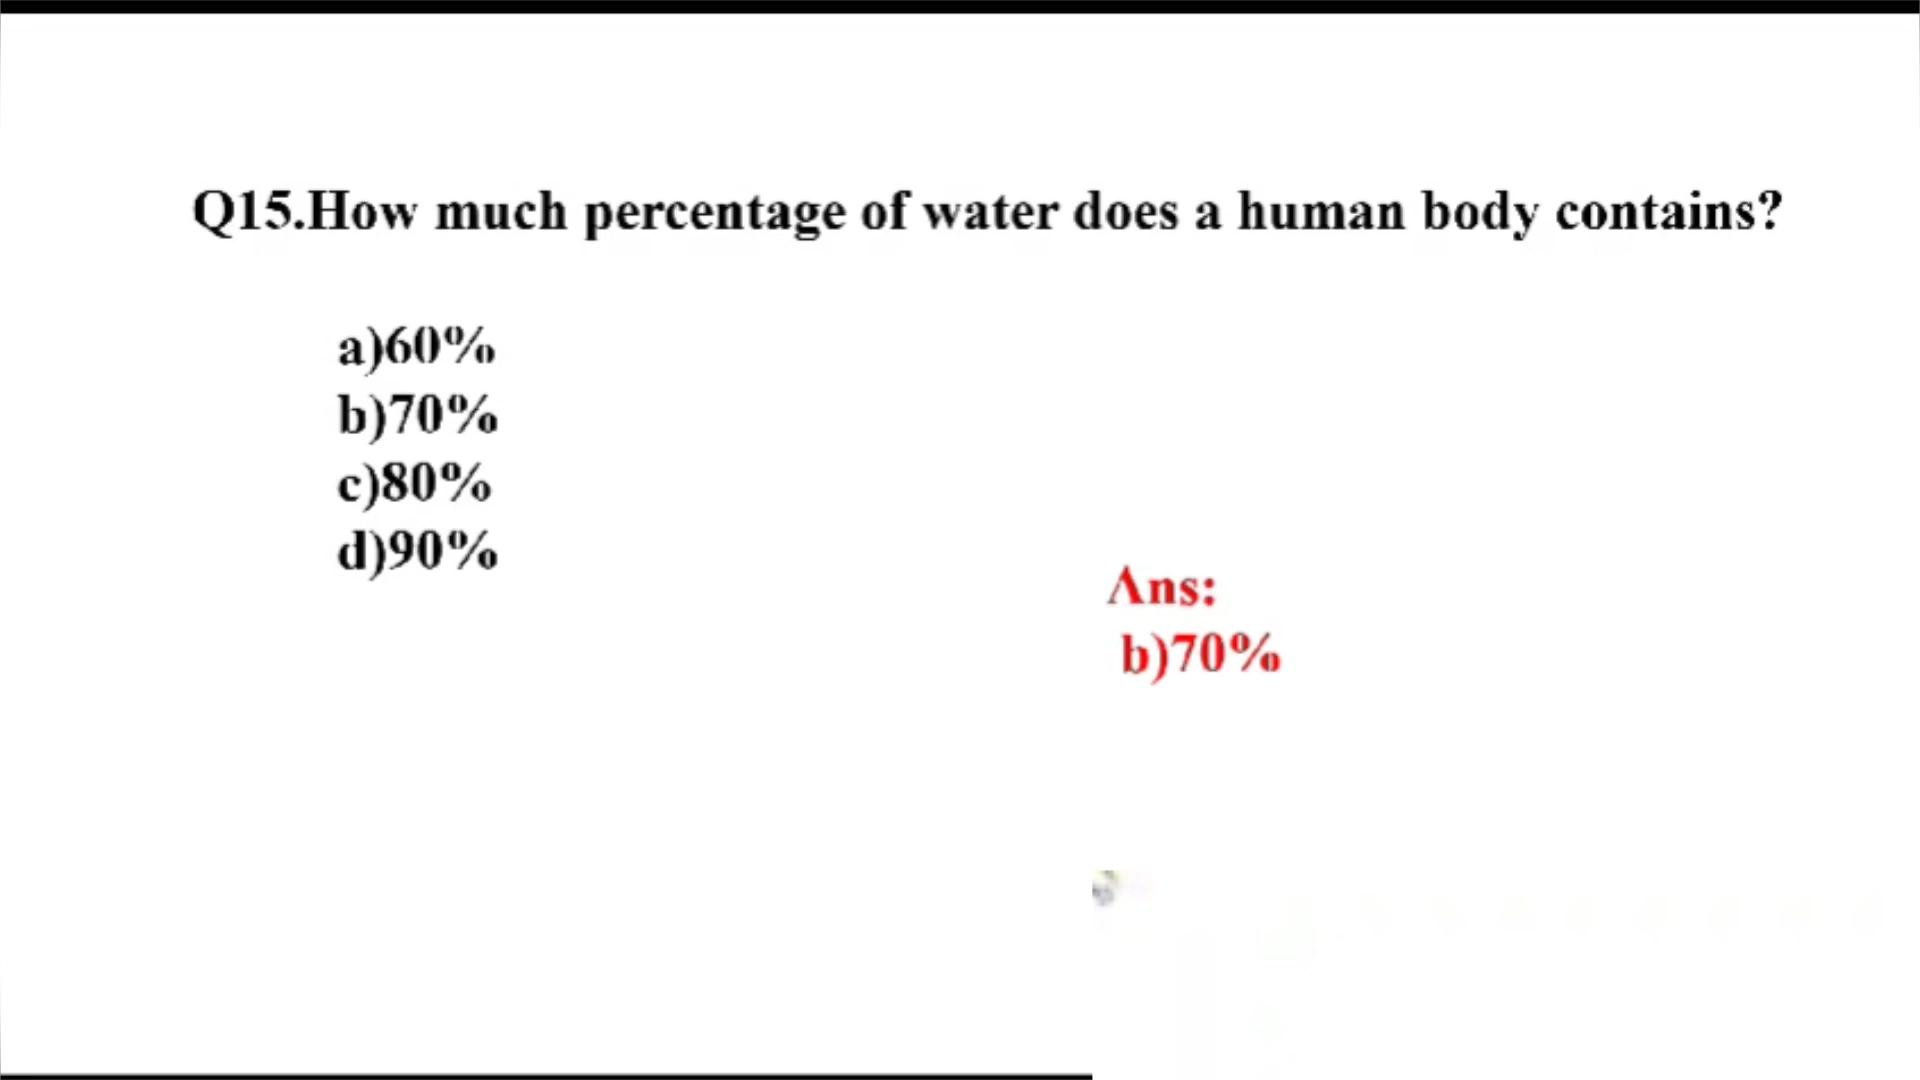 Q15.How much percentage of water does a human body contains?
a)60%
b)70%
c)80%
d)90%
Ans:
b)70%